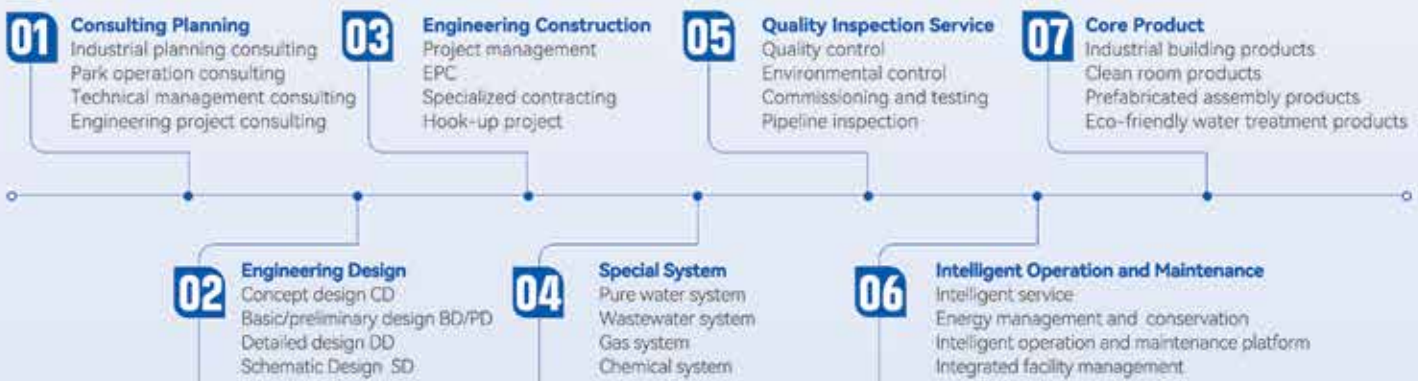 01
Consulting Planning
Industrial planning consulting
Park operation consulting
Technical management consulting
Engineering project consulting
03
Engineering Construction
Project management
EPC
Specialized contracting
Hook-up project
05
Quality Inspection Service
Quality control
Environmental control
Commissioning and testing
Pipeline inspection
07
Core Product
Industrial building products
Clean room products
Prefabricated assembly products
Eco-friendly water treatment products
02
Engineering Design
Concept design CD
Basic/preliminary design BD/PD
Detailed design DD
Schematic Design SD
04
Special System
Pure water system
Wastewater system
Gas system
Chemical system
06
Intelligent Operation and Maintenance
Intelligent service
Energy management and conservation
Intelligent operation and maintenance platform
Integrated facility management